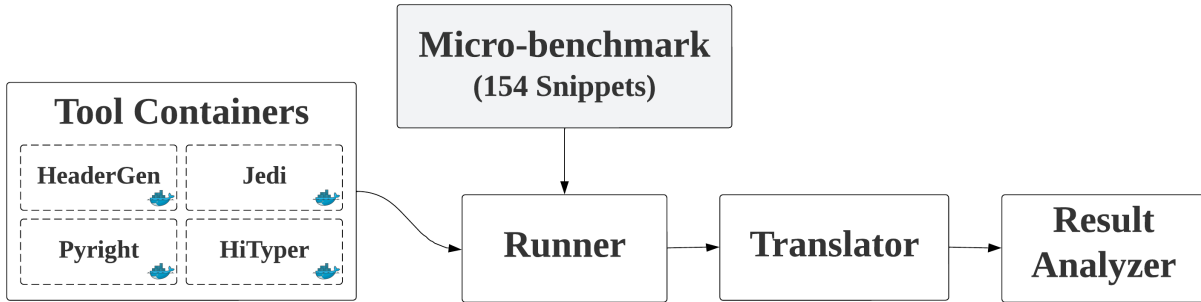 Micro-benchmark
(154 Snippets)
Tool Containers
HeaderGen
Jedi
Pyright
HiTyper
Runner
Translator
Result
Analyzer